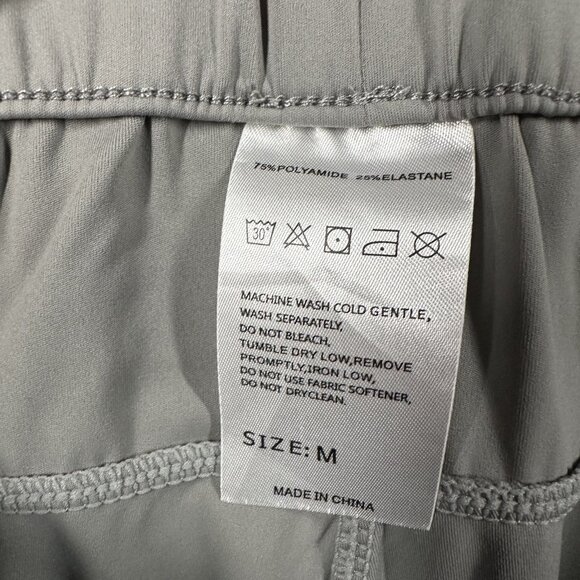 75%POLYAMIDE 25%ELASTANE
30°
MACHINE WASH COLD GENTLE,
WASH SEPARATELY,
DO NOT BLEACH.
TUMBLE DRY LOW,REMOVE
PROMPTLY,IRON LOW,
DO NOT USE FABRIC SOFTENER,
DO NOT DRYCLEAN.
SIZE: M
MADE IN CHINA